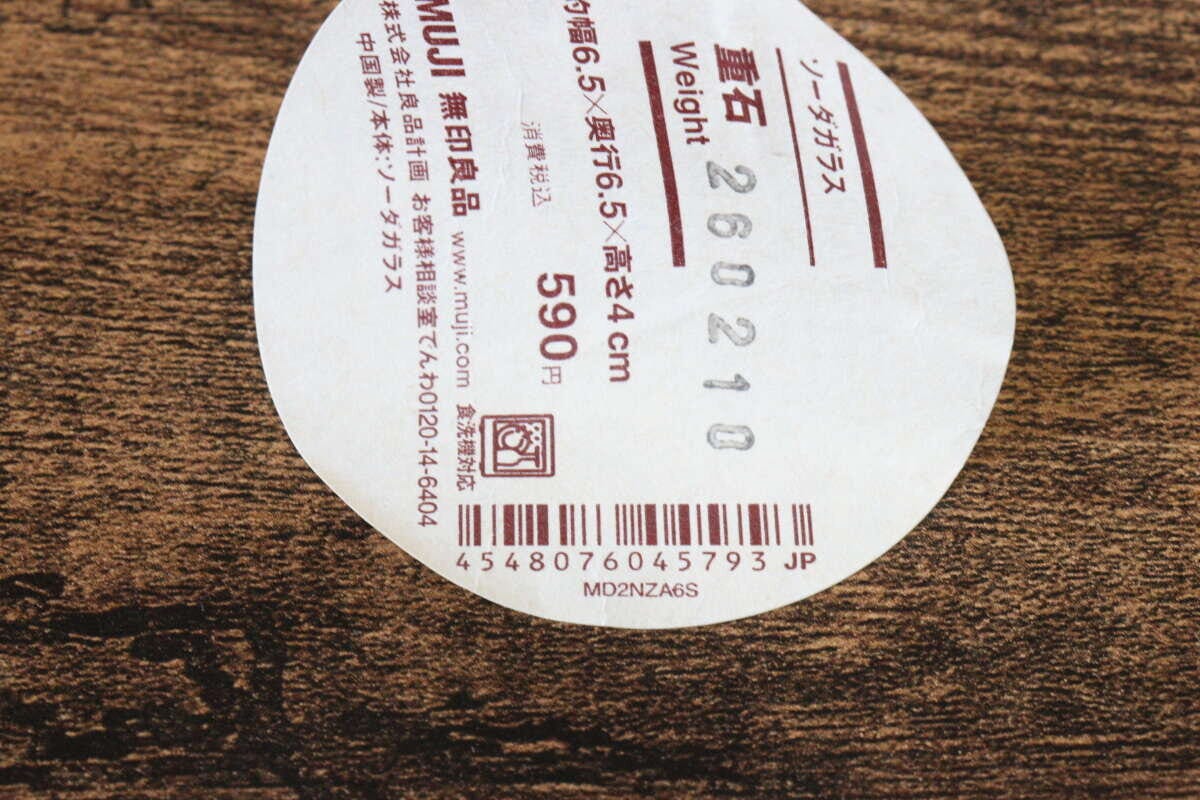 ソーダガラス
重石
Weight
260210
約幅6.5×奥行6.5×高さ4cm
消費税込
590円
MUJI 無印良品 www.muji.com
食洗機対応
株式会社良品計画 お客様相談室でんわ0120-14-6404
中国製/本体:ソーダガラス
4548076045793 JP
MD2NZA6S